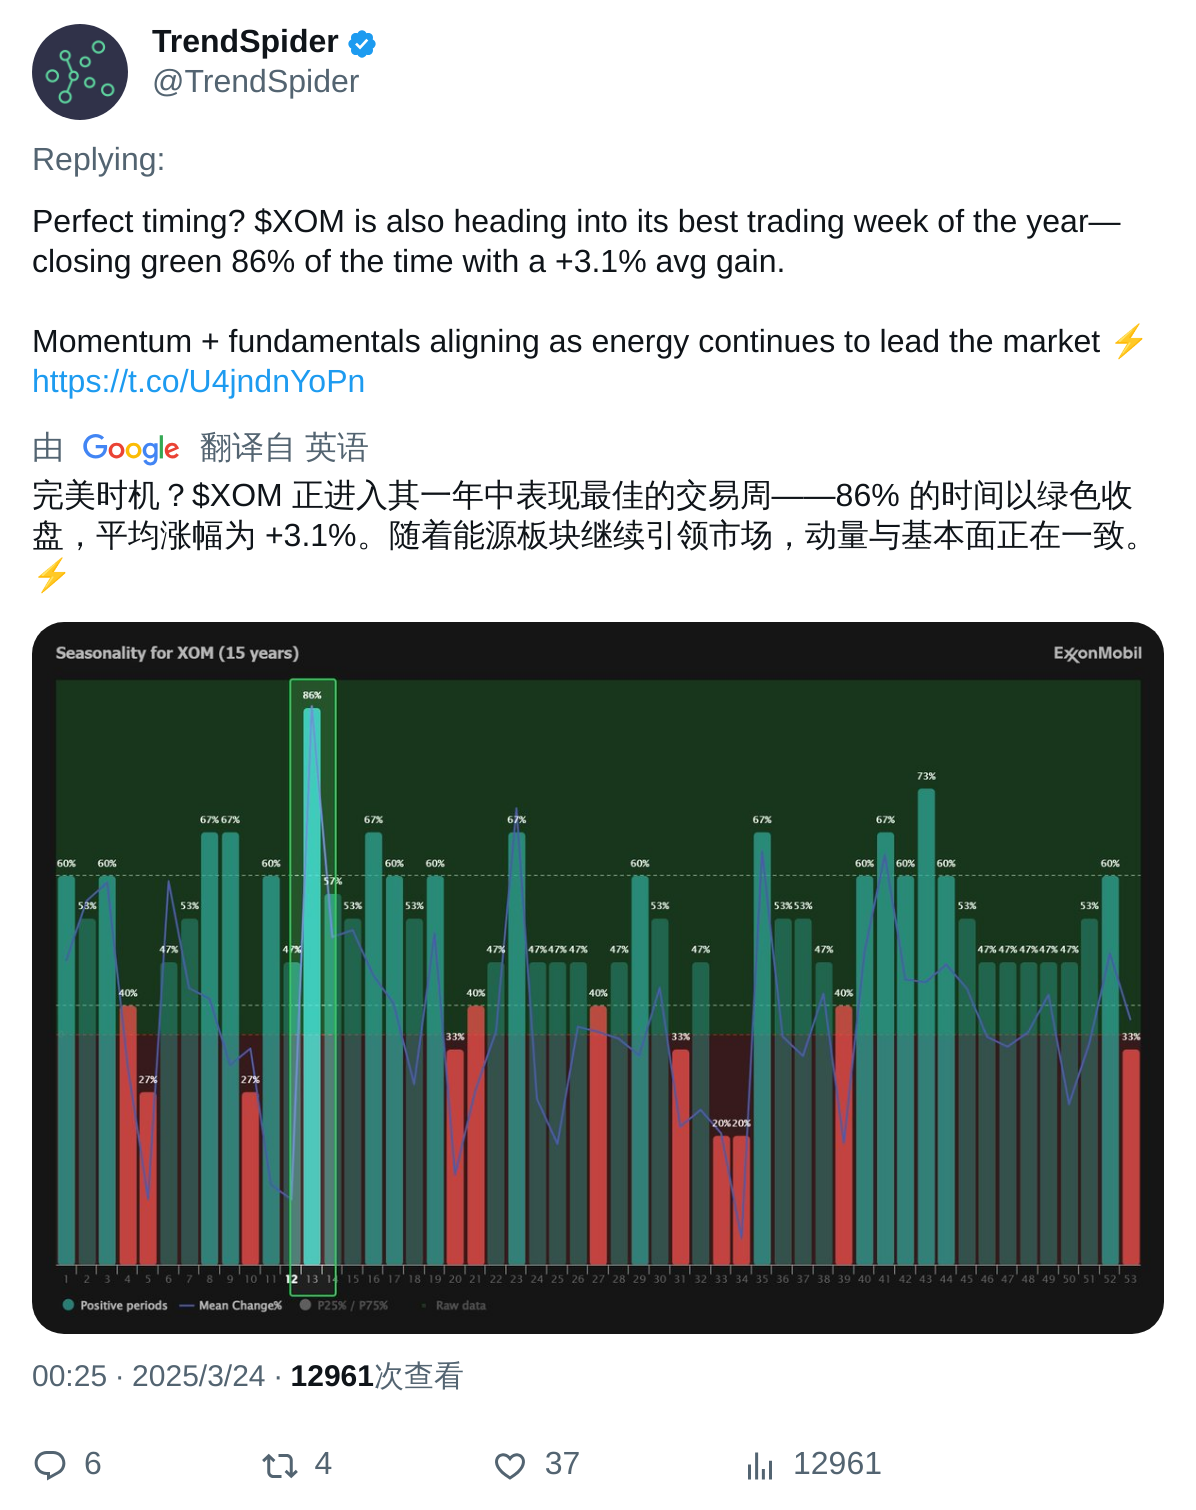 TrendSpider
@TrendSpider
Replying:
Perfect timing? $XOM is also heading into its best trading week of the year—
closing green 86% of the time with a +3.1% avg gain.
Momentum + fundamentals aligning as energy continues to lead the market ⚡
https://t.co/U4jndnYoPn
由 Google 翻译自 英语
完美时机？$XOM 正进入其一年中表现最佳的交易周——86% 的时间以绿色收
盘，平均涨幅为 +3.1%。随着能源板块继续引领市场，动量与基本面正在一致。
⚡
Seasonality for XOM (15 years) ExxonMobil
86%
73%
67% 67% 67% 67% 67% 67%
60% 60% 60% 60% 60% 60% 60% 60% 60% 60%
57%
53% 53% 53% 53% 53% 53% 53% 53% 53%
47% 47% 47% 47% 47% 47% 47% 47% 47% 47% 47% 47% 47% 47%
40% 40% 40% 40%
33% 33% 33%
27% 27%
20% 20%
1 2 3 4 5 6 7 8 9 10 11 12 13 14 15 16 17 18 19 20 21 22 23 24 25 26 27 28 29 30 31 32 33 34 35 36 37 38 39 40 41 42 43 44 45 46 47 48 49 50 51 52 53
Positive periods Mean Change% P25% / P75% Raw data
00:25 · 2025/3/24 · 12961次查看
6 4 37 12961